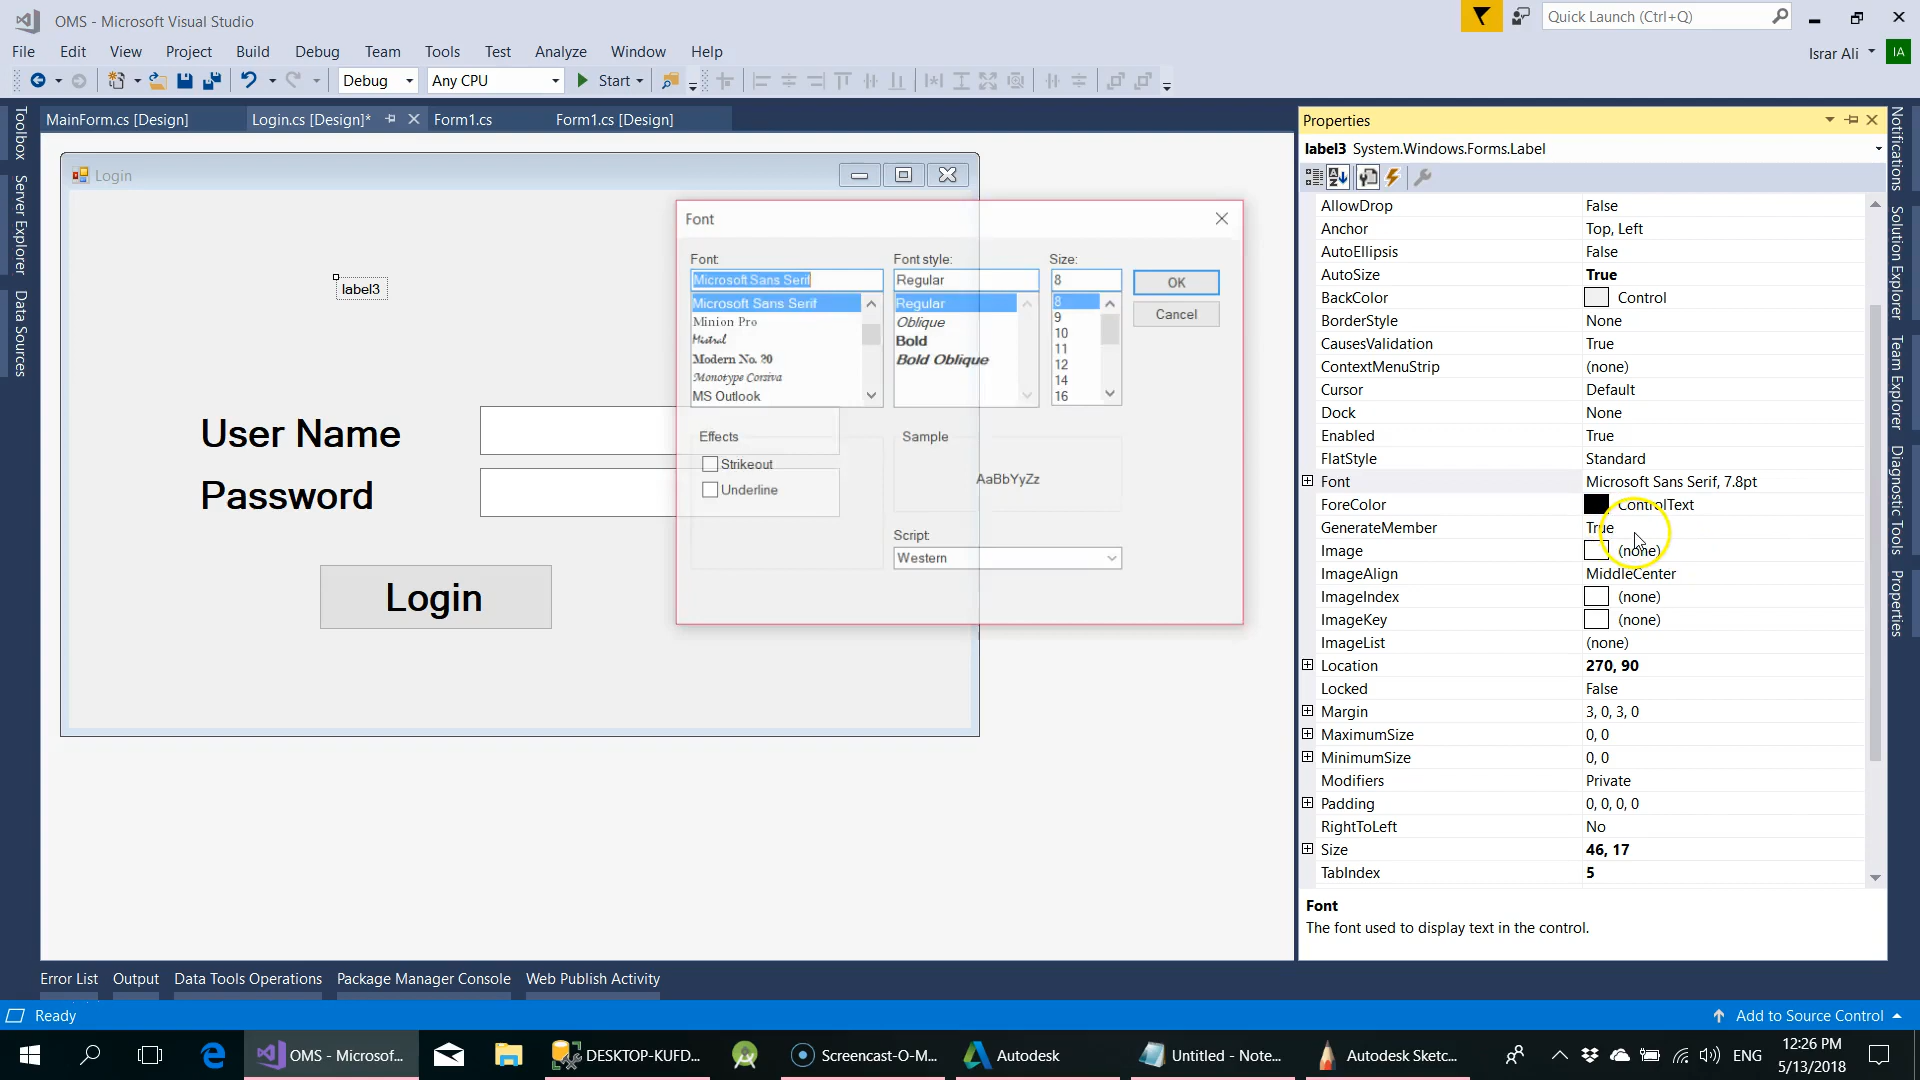 OMS - Microsoft Visual Studio
Quick Launch (Ctrl+Q)
File Edit View Project Build Debug Team Tools Test Analyze Window Help
Israr Ali IA
Debug Any CPU Start
MainForm.cs [Design] Login.cs [Design]* Form1.cs Form1.cs [Design]
Toolbox
Server Explorer
Data Sources
Login
label3
User Name
Password
Login
Font
Font:
Font style:
Size:
Microsoft Sans Serif
Regular
8
Microsoft Sans Serif
Minion Pro
Mistral
Modern No. 20
Monotype Corsiva
MS Outlook
Regular
Oblique
Bold
Bold Oblique
8
9
10
11
12
14
16
OK
Cancel
Effects
Strikeout
Underline
Sample
AaBbYyZz
Script:
Western
Properties
label3 System.Windows.Forms.Label
AllowDrop False
Anchor Top, Left
AutoEllipsis False
AutoSize True
BackColor Control
BorderStyle None
CausesValidation True
ContextMenuStrip (none)
Cursor Default
Dock None
Enabled True
FlatStyle Standard
Font Microsoft Sans Serif, 7.8pt
ForeColor ControlText
GenerateMember True
Image (none)
ImageAlign MiddleCenter
ImageIndex (none)
ImageKey (none)
ImageList (none)
Location 270, 90
Locked False
Margin 3, 0, 3, 0
MaximumSize 0, 0
MinimumSize 0, 0
Modifiers Private
Padding 0, 0, 0, 0
RightToLeft No
Size 46, 17
TabIndex 5
Font
The font used to display text in the control.
Notifications
Solution Explorer
Team Explorer
Diagnostic Tools
Properties
Error List Output Data Tools Operations Package Manager Console Web Publish Activity
Ready
Add to Source Control
OMS - Microsof...
DESKTOP-KUFD...
Screencast-O-M...
Autodesk
Untitled - Note...
Autodesk Sketc...
ENG
12:26 PM
5/13/2018